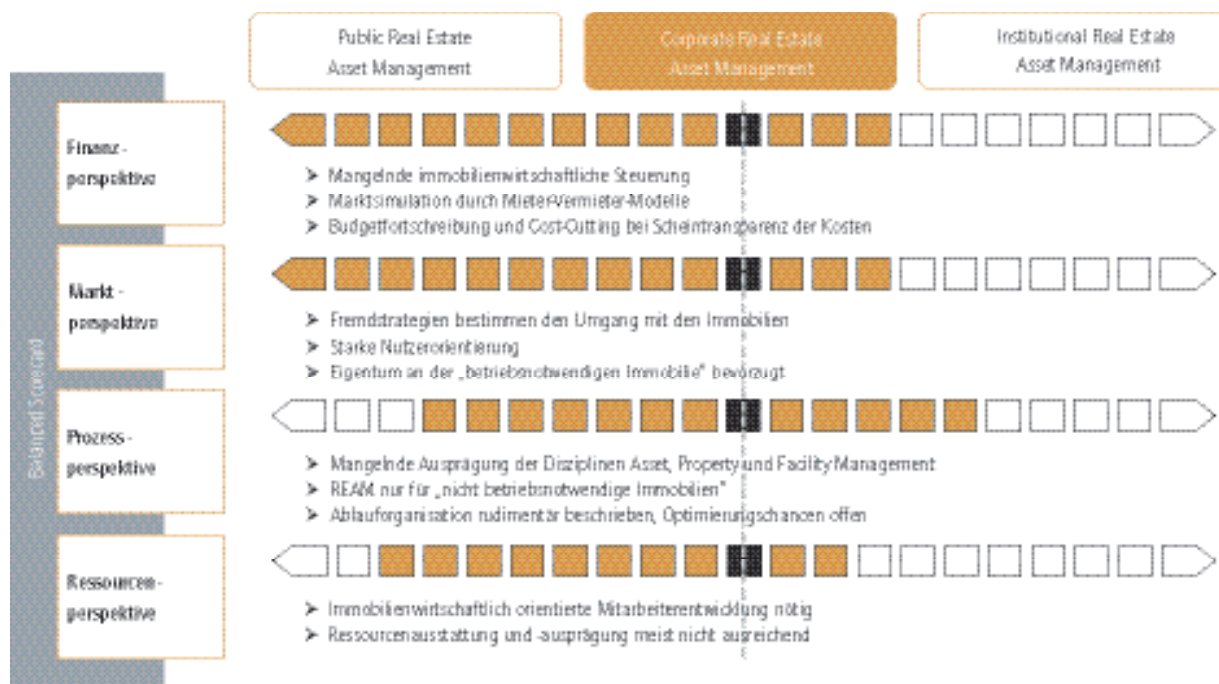 Public Real Estate
Asset Management
Corporate Real Estate
Asset Management
Institutional Real Estate
Asset Management
Balanced Scorecard
Finanz-
perspektive
➤ Mangelnde immobilienwirtschaftliche Steuerung
➤ Marktsimulation durch Mieter-Vermieter-Modelle
➤ Budgetfortschreibung und Cost-Cutting bei Scheintransparenz der Kosten
Markt-
perspektive
➤ Fremdstrategien bestimmen den Umgang mit den Immobilien
➤ Starke Nutzerorientierung
➤ Eigentum an der „betriebsnotwendigen Immobilie“ bevorzugt
Prozess-
perspektive
➤ Mangelnde Ausprägung der Disziplinen Asset, Property und Facility Management
➤ REAM nur für „nicht betriebsnotwendige Immobilien“
➤ Ablauforganisation rudimentär beschrieben, Optimierungschancen offen
Ressourcen-
perspektive
➤ Immobilienwirtschaftlich orientierte Mitarbeiterentwicklung nötig
➤ Ressourcenausstattung und -ausprägung meist nicht ausreichend